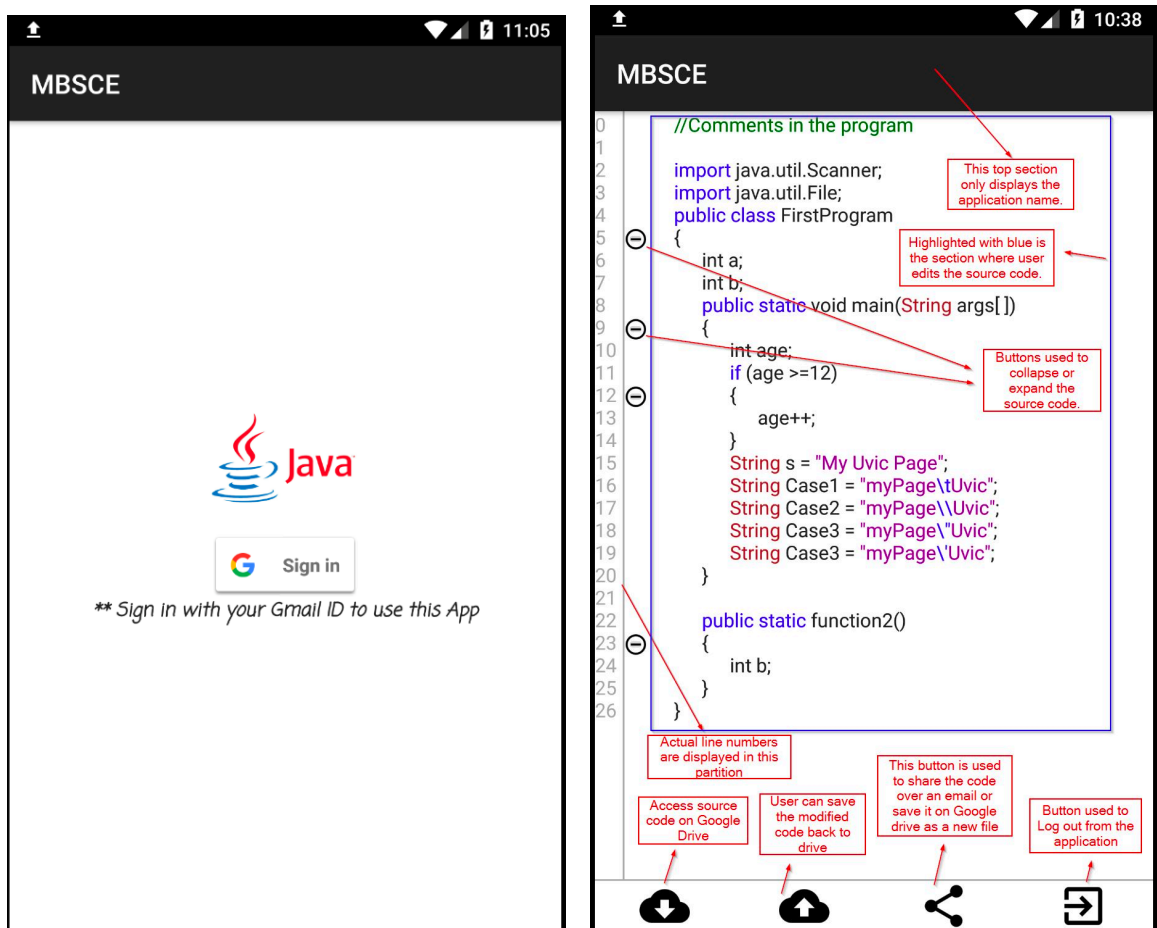 11:05
MBSCE
Java
Sign in
** Sign in with your Gmail ID to use this App
10:38
MBSCE
0 //Comments in the program
1
2 import java.util.Scanner;
3 import java.util.File;
4 public class FirstProgram
5 {
6 int a;
7 int b;
8 public static void main(String args[ ])
9 {
10 int age;
11 if (age >=12)
12 {
13 age++;
14 }
15 String s = "My Uvic Page";
16 String Case1 = "myPage\tUvic";
17 String Case2 = "myPage\\Uvic";
18 String Case3 = "myPage\"Uvic";
19 String Case3 = "myPage\'Uvic";
20 }
21
22 public static function2()
23 {
24 int b;
25 }
26 }
This top section
only displays the
application name.
Highlighted with blue is
the section where user
edits the source code.
Buttons used to
collapse or
expand the
source code.
Actual line numbers
are displayed in this
partition
Access source
code on Google
Drive
User can save
the modified
code back to
drive
This button is used
to share the code
over an email or
save it on Google
drive as a new file
Button used to
Log out from the
application